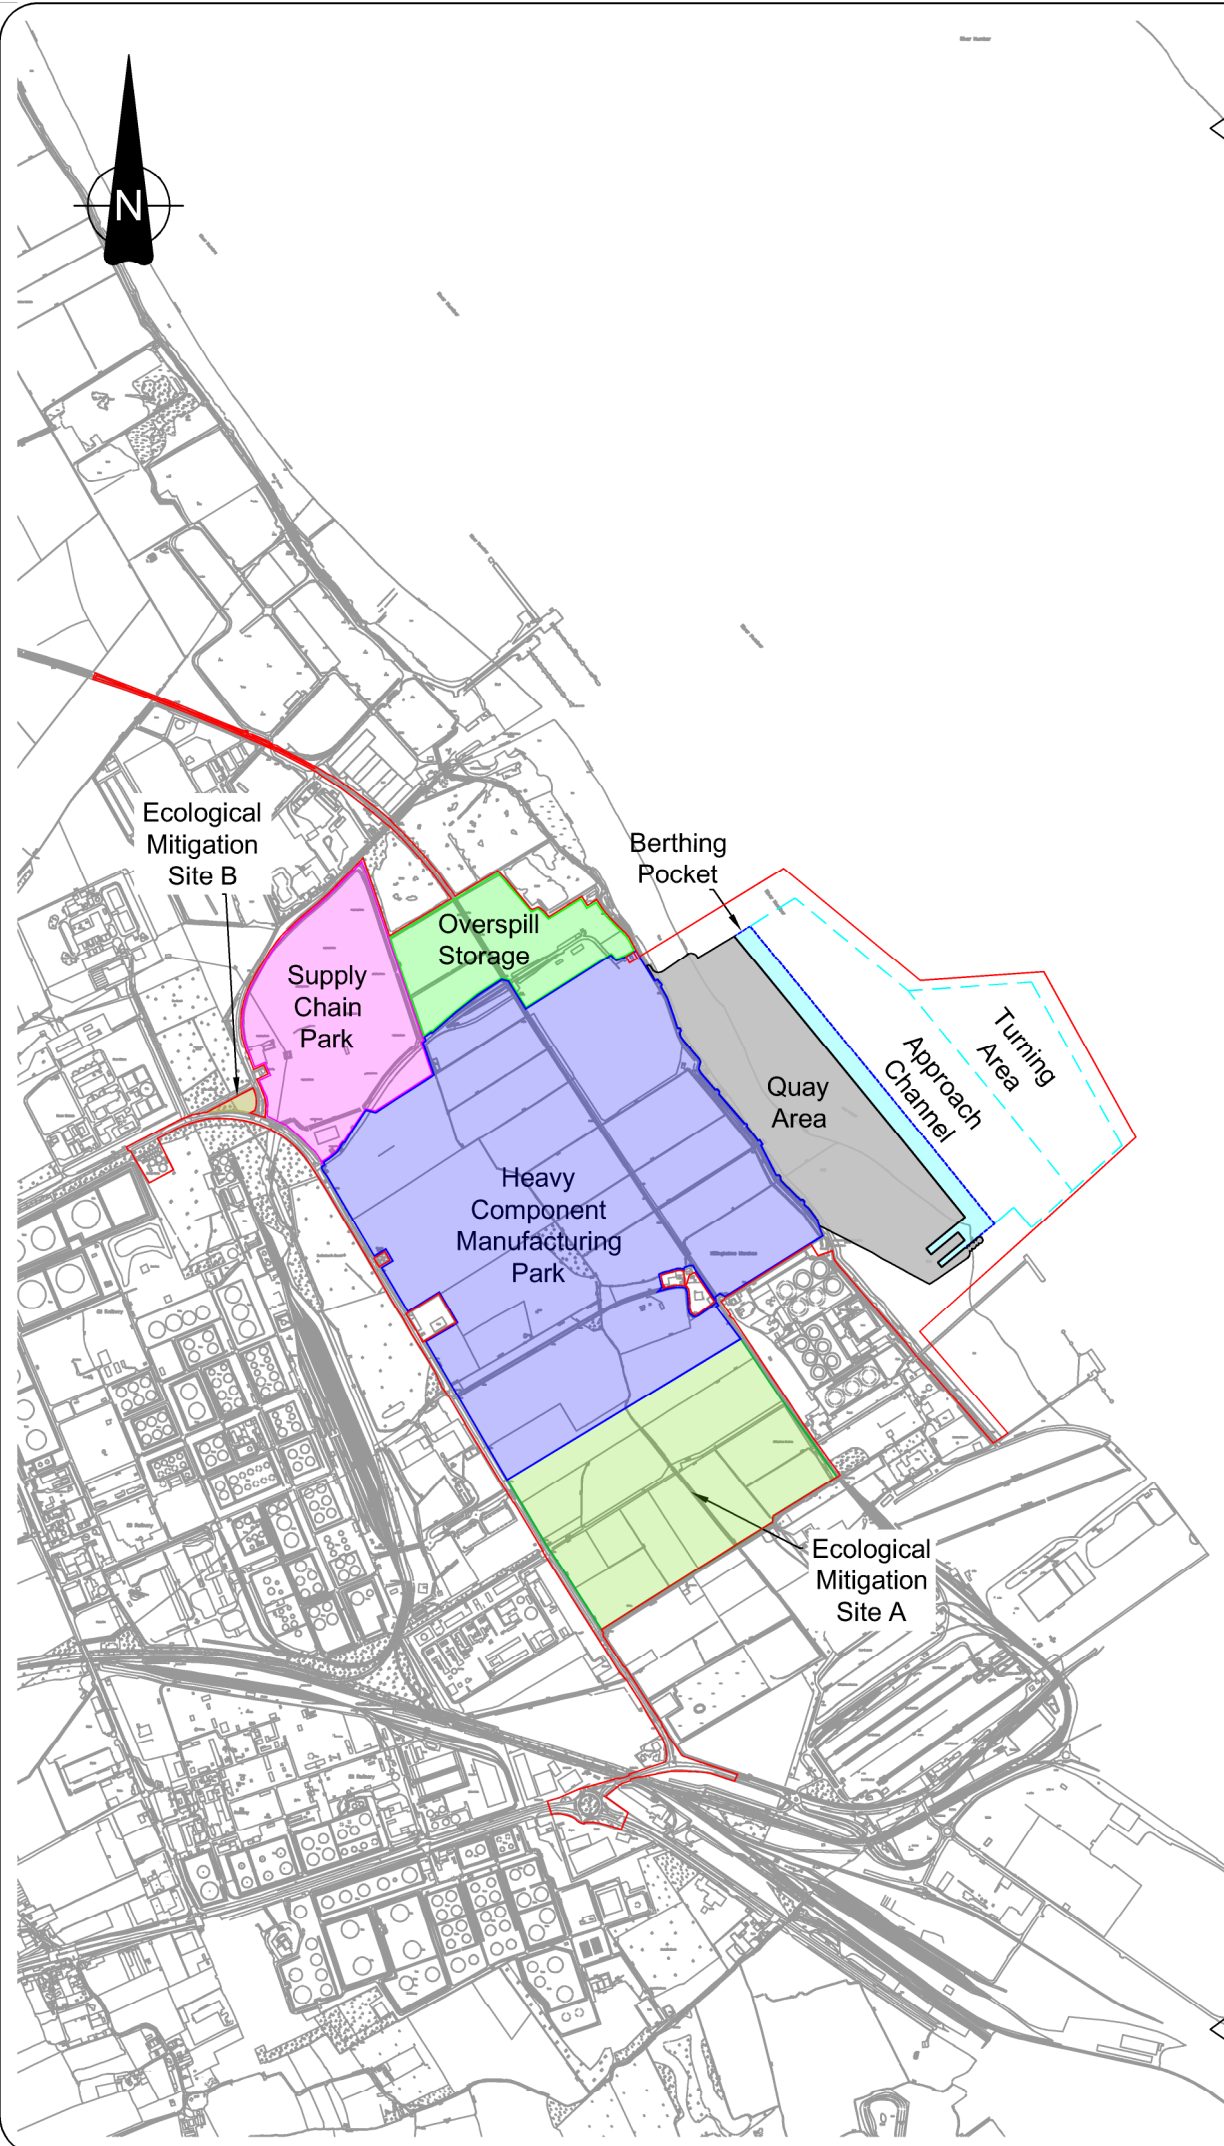 N
Ecological
Mitigation
Site B
Berthing
Pocket
Overspill
Storage
Supply
Chain
Park
Turning
Area
Approach
Channel
Quay
Area
Heavy
Component
Manufacturing
Park
Ecological
Mitigation
Site A